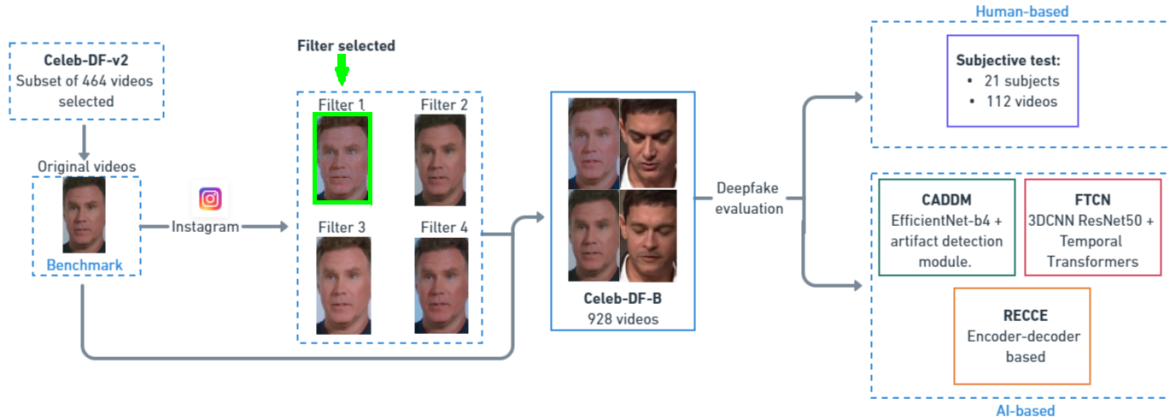 Celeb-DF-v2
Subset of 464 videos
selected
Original videos
Benchmark
Instagram
Filter selected
Filter 1
Filter 2
Filter 3
Filter 4
Celeb-DF-B
928 videos
Deepfake
evaluation
Human-based
Subjective test:
• 21 subjects
• 112 videos
CADDM
EfficientNet-b4 +
artifact detection
module.
FTCN
3DCNN ResNet50 +
Temporal
Transformers
RECCE
Encoder-decoder
based
AI-based